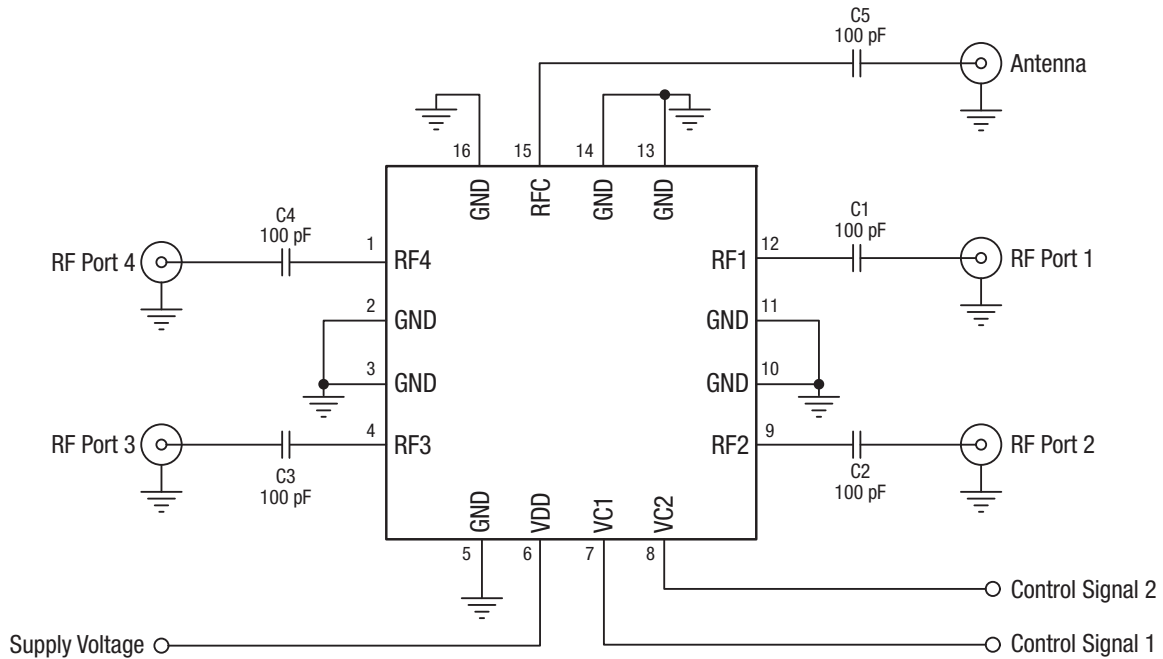 C5
100 pF
Antenna
16
15
14
13
GND
RFC
GND
GND
C4
100 pF
C1
100 pF
RF Port 4
1
RF4
RF1
12
RF Port 1
2
GND
GND
11
3
GND
GND
10
RF Port 3
4
RF3
RF2
9
RF Port 2
C3
100 pF
C2
100 pF
GND
VDD
VC1
VC2
5
6
7
8
Control Signal 2
Supply Voltage
Control Signal 1